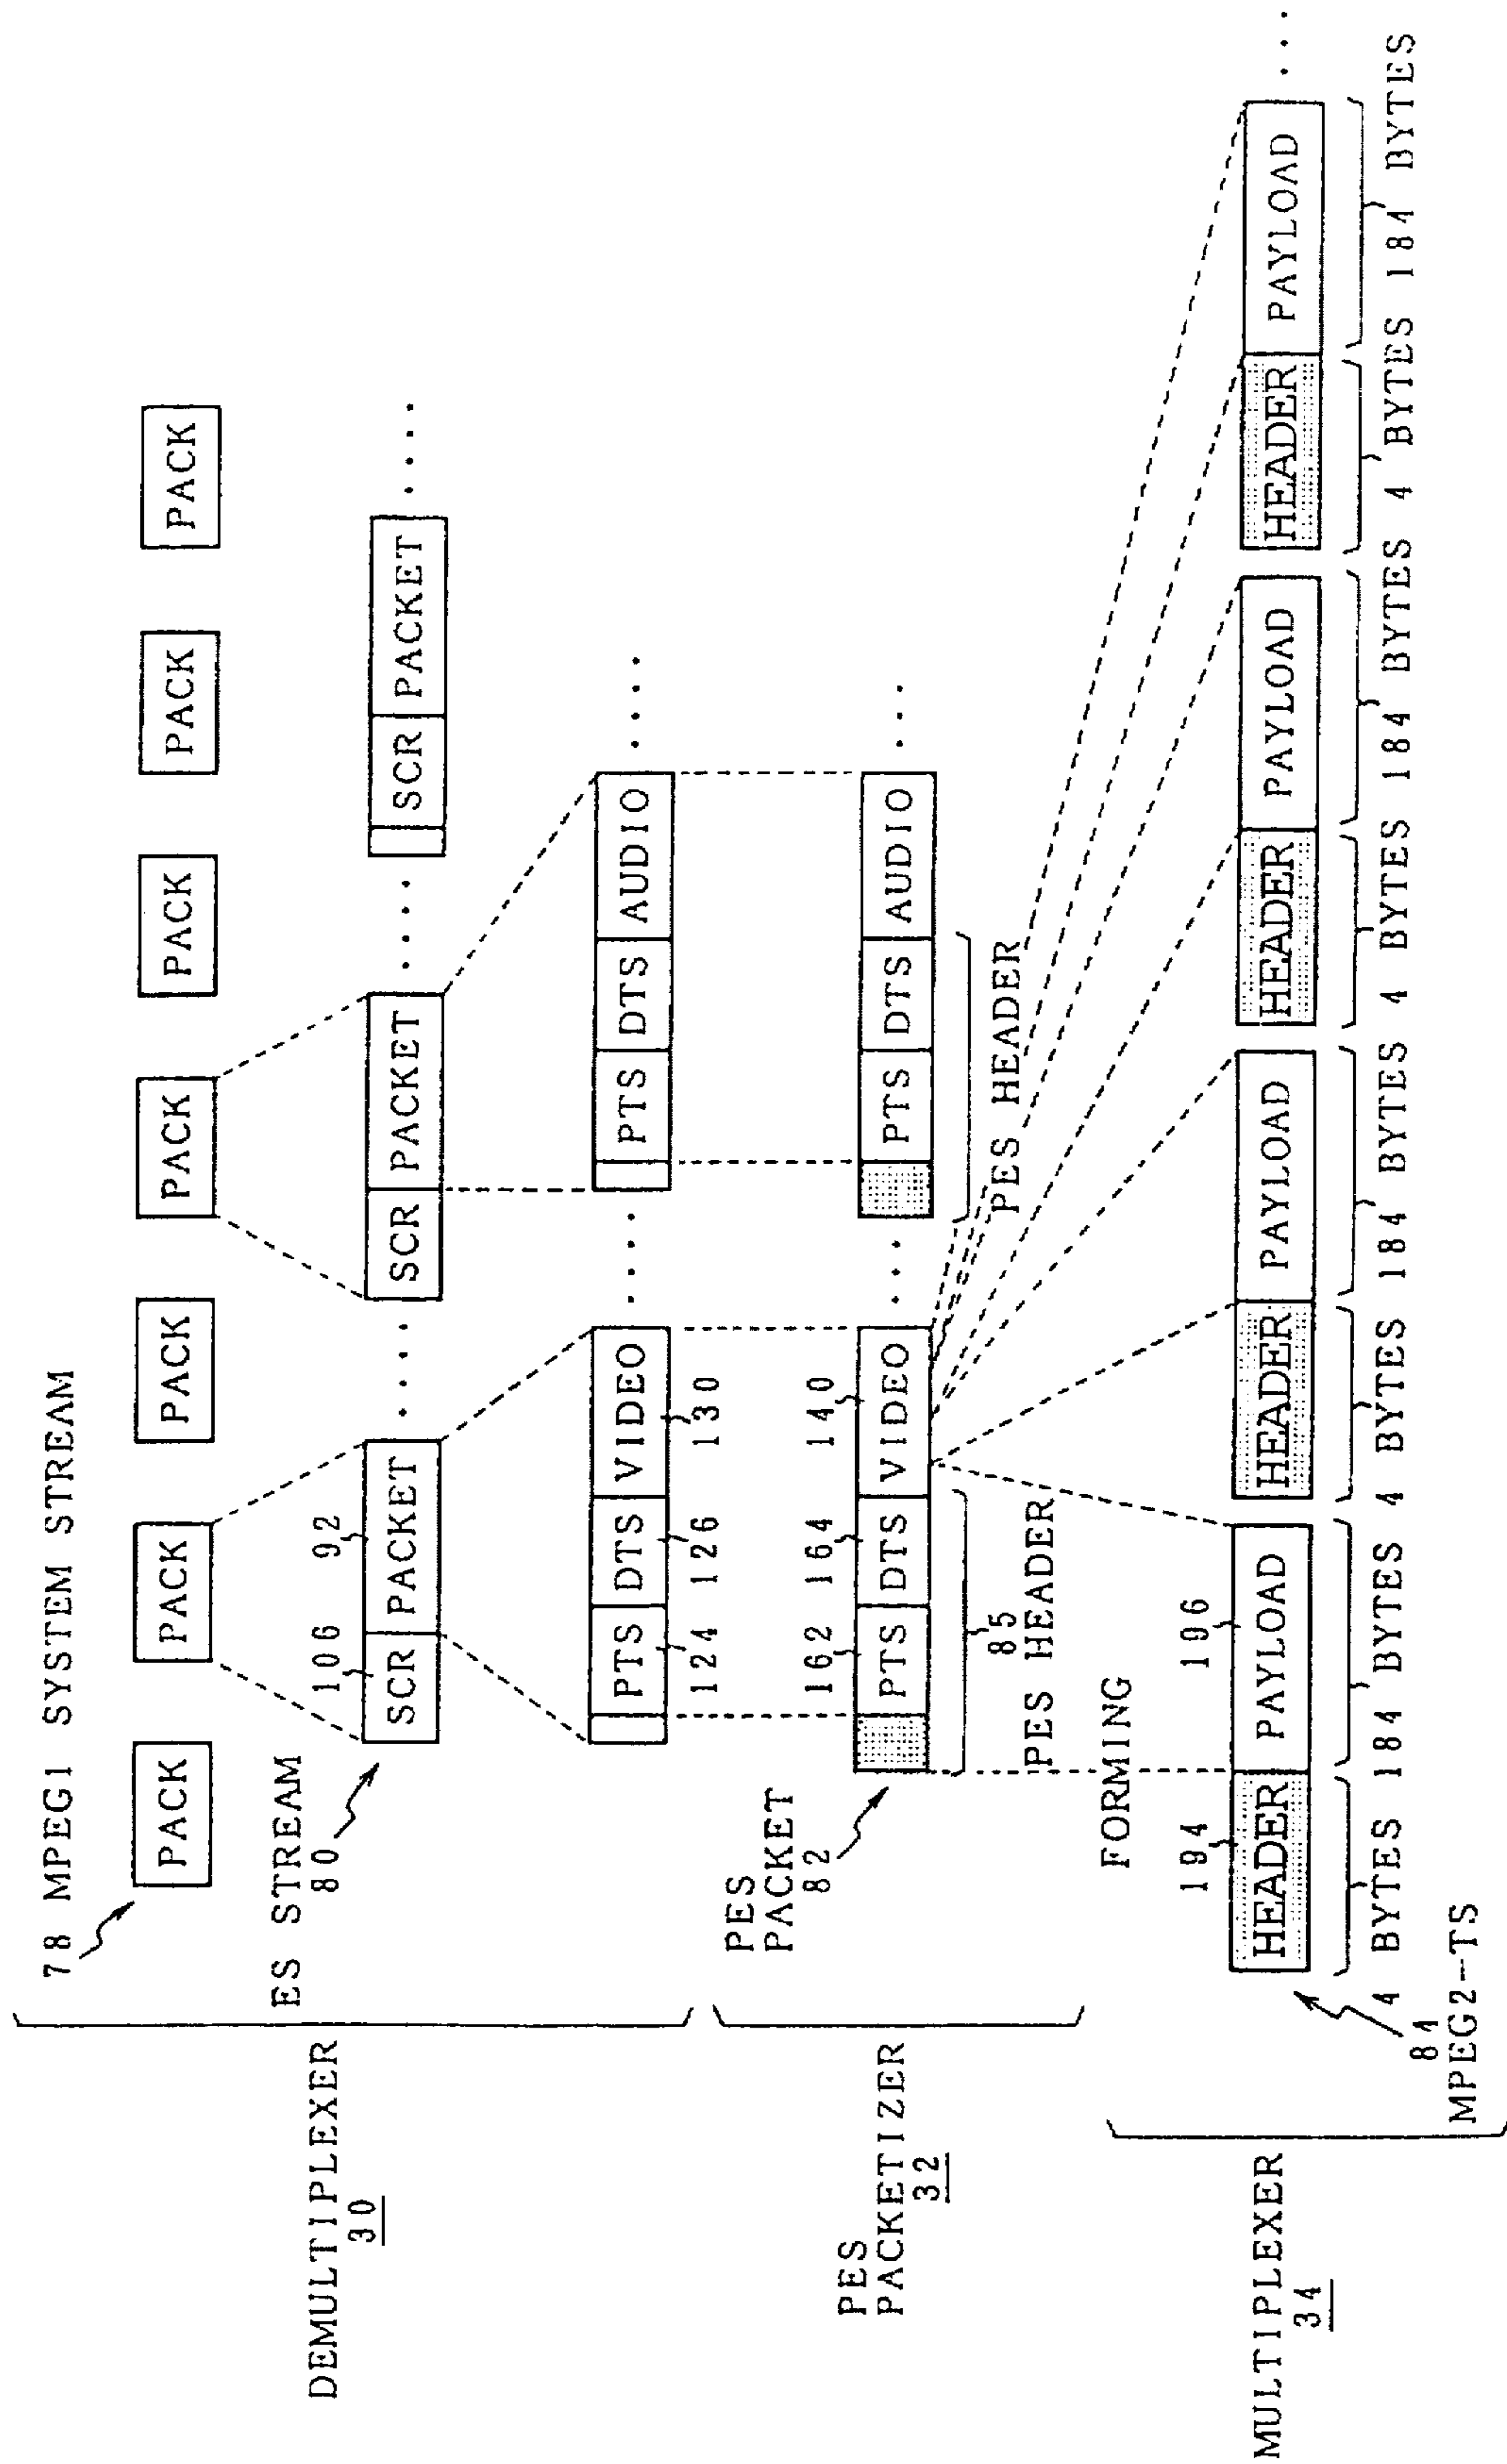 78 MPEG1 SYSTEM STREAM
PACK PACK PACK PACK PACK PACK PACK
DEMULTIPLEXER
30
ES STREAM
80
106 92
SCR PACKET .... SCR PACKET .... SCR PACKET ....
PTS DTS VIDEO .... PTS DTS AUDIO ....
124 126 130
PES
PACKETIZER
32
PES
PACKET
82
162 164 140
PTS DTS VIDEO ... PTS DTS AUDIO ...
85
PES HEADER
PES HEADER
FORMING
MULTIPLEXER
34
194 196
HEADER PAYLOAD HEADER PAYLOAD HEADER PAYLOAD HEADER PAYLOAD ...
4 BYTES 184 BYTES 4 BYTES 184 BYTES 4 BYTES 184 BYTES 4 BYTES 184 BYTES
84
MPEG2-TS